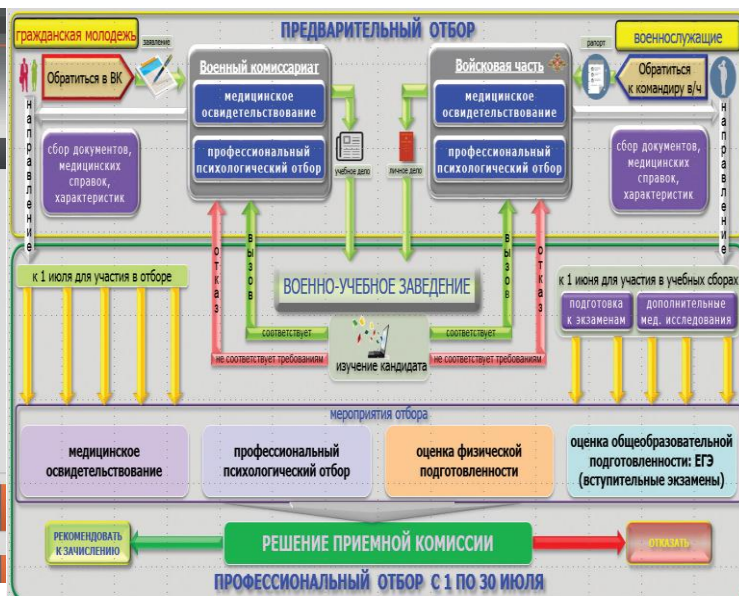 ПРЕДВАРИТЕЛЬНЫЙ ОТБОР
гражданская молодежь
заявление
Обратиться в ВК
Военный комиссариат
медицинское
освидетельствование
профессиональный
психологический отбор
Войсковая часть
медицинское
освидетельствование
профессиональный
психологический отбор
рапорт
военнослужащие
Обратиться
к командиру в/ч
направление
сбор документов,
медицинских
справок,
характеристик
учебное дело
личное дело
сбор документов,
медицинских
справок,
характеристик
направление
к 1 июля для участия в отборе
отказ
вызов
ВОЕННО-УЧЕБНОЕ ЗАВЕДЕНИЕ
вызов
отказ
соответствует
соответствует
не соответствует требованиям
изучение кандидата
не соответствует требованиям
к 1 июня для участия в учебных сборах
подготовка
к экзаменам
дополнительные
мед. исследования
мероприятия отбора
медицинское
освидетельствование
профессиональный
психологический отбор
оценка физической
подготовленности
оценка общеобразовательной
подготовленности: ЕГЭ
(вступительные экзамены)
РЕКОМЕНДОВАТЬ
К ЗАЧИСЛЕНИЮ
РЕШЕНИЕ ПРИЕМНОЙ КОМИССИИ
ОТКАЗАТЬ
ПРОФЕССИОНАЛЬНЫЙ ОТБОР С 1 ПО 30 ИЮЛЯ